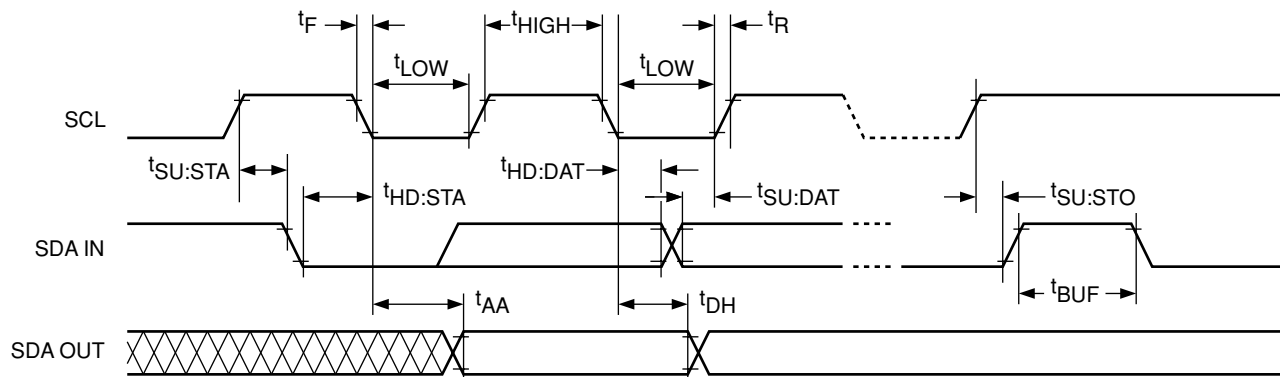 tF
tHIGH
tR
tLOW
tLOW
SCL
tSU:STA
tHD:STA
tHD:DAT
tSU:DAT
tSU:STO
SDA IN
tBUF
tAA
tDH
SDA OUT